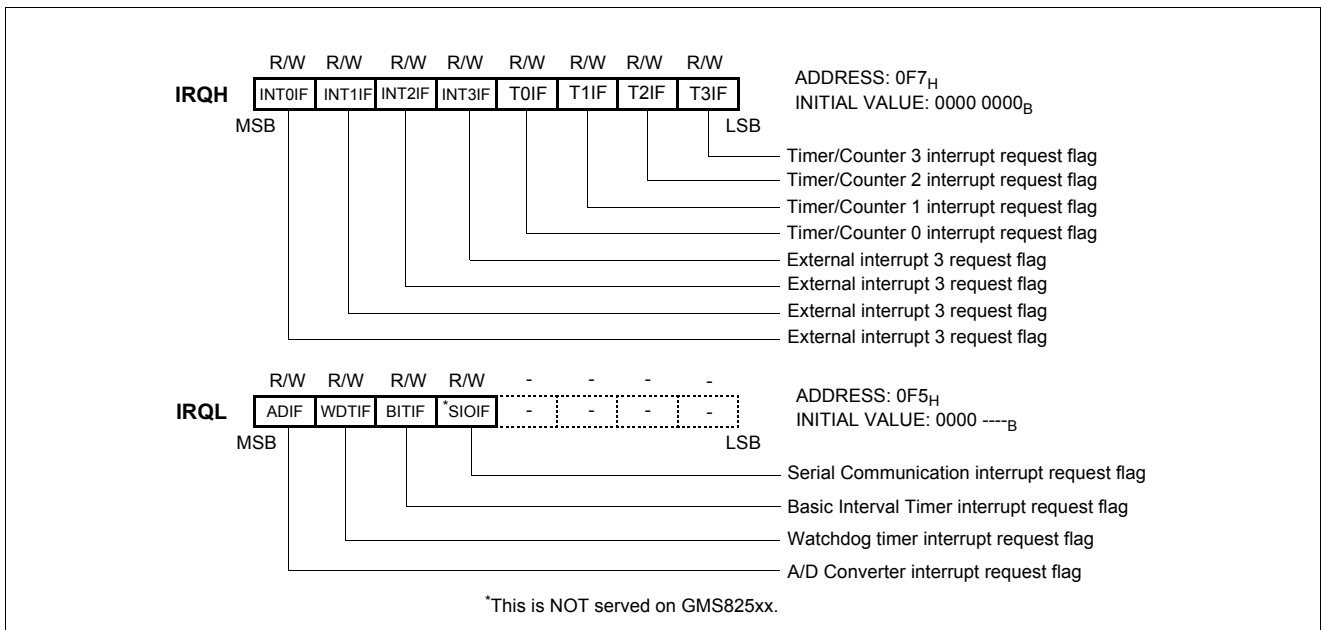 R/W R/W R/W R/W R/W R/W R/W R/W
IRQH INT0IF INT1IF INT2IF INT3IF T0IF T1IF T2IF T3IF
MSB LSB
ADDRESS: 0F7H
INITIAL VALUE: 0000 0000B
Timer/Counter 3 interrupt request flag
Timer/Counter 2 interrupt request flag
Timer/Counter 1 interrupt request flag
Timer/Counter 0 interrupt request flag
External interrupt 3 request flag
External interrupt 3 request flag
External interrupt 3 request flag
External interrupt 3 request flag
R/W R/W R/W R/W - - - -
IRQL ADIF WDTIF BITIF *SIOIF - - - -
MSB LSB
ADDRESS: 0F5H
INITIAL VALUE: 0000 ----B
Serial Communication interrupt request flag
Basic Interval Timer interrupt request flag
Watchdog timer interrupt request flag
A/D Converter interrupt request flag
*This is NOT served on GMS825xx.